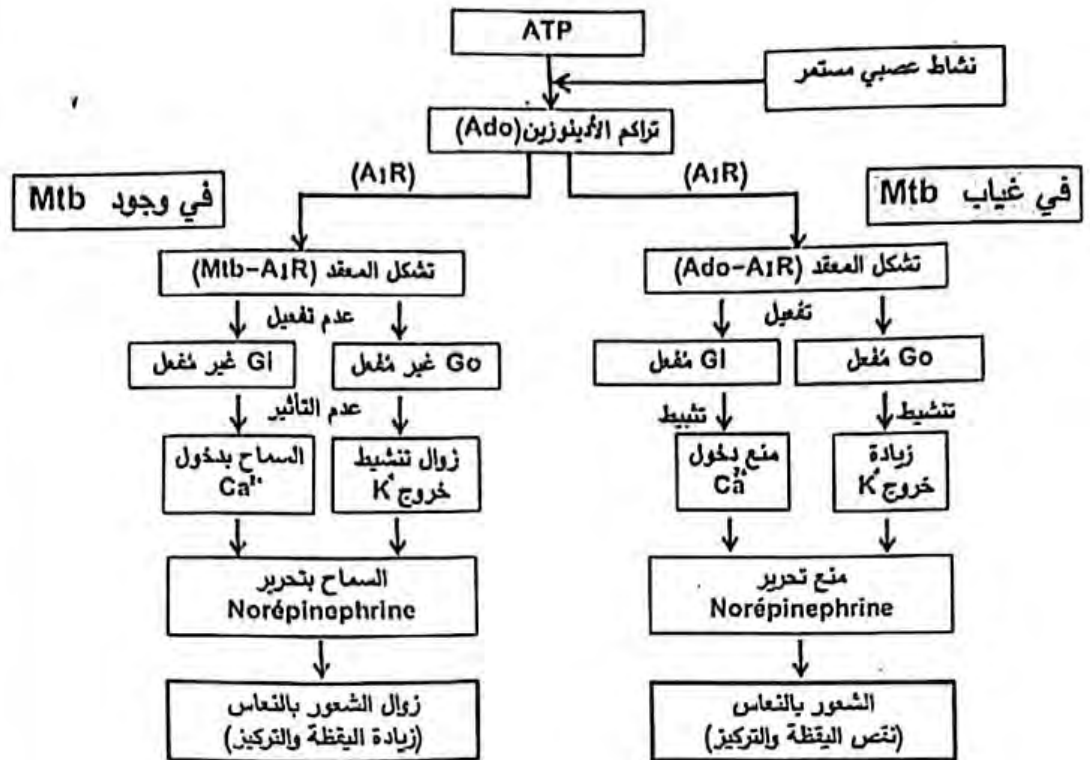 ATP
نشاط عصبي مستمر
تراكم الأدينوزين (Ado)
(A1R)
(A1R)
في غياب Mtb
في وجود Mtb
تشكل المعقد (Ado-A1R)
تفعيل
Go مُفعل
GI مُفعل
تنشيط
تثبيط
زيادة
خروج K⁺
منع دخول
Ca²⁺
منع تحرير
Norépinephrine
الشعور بالنعاس
(نقص اليقظة والتركيز)
تشكل المعقد (Mtb-A1R)
عدم تفعيل
Go غير مُفعل
GI غير مُفعل
عدم التأثير
زوال تنشيط
خروج K⁺
السماح بدخول
Ca²⁺
السماح بتحرير
Norépinephrine
زوال الشعور بالنعاس
(زيادة اليقظة والتركيز)